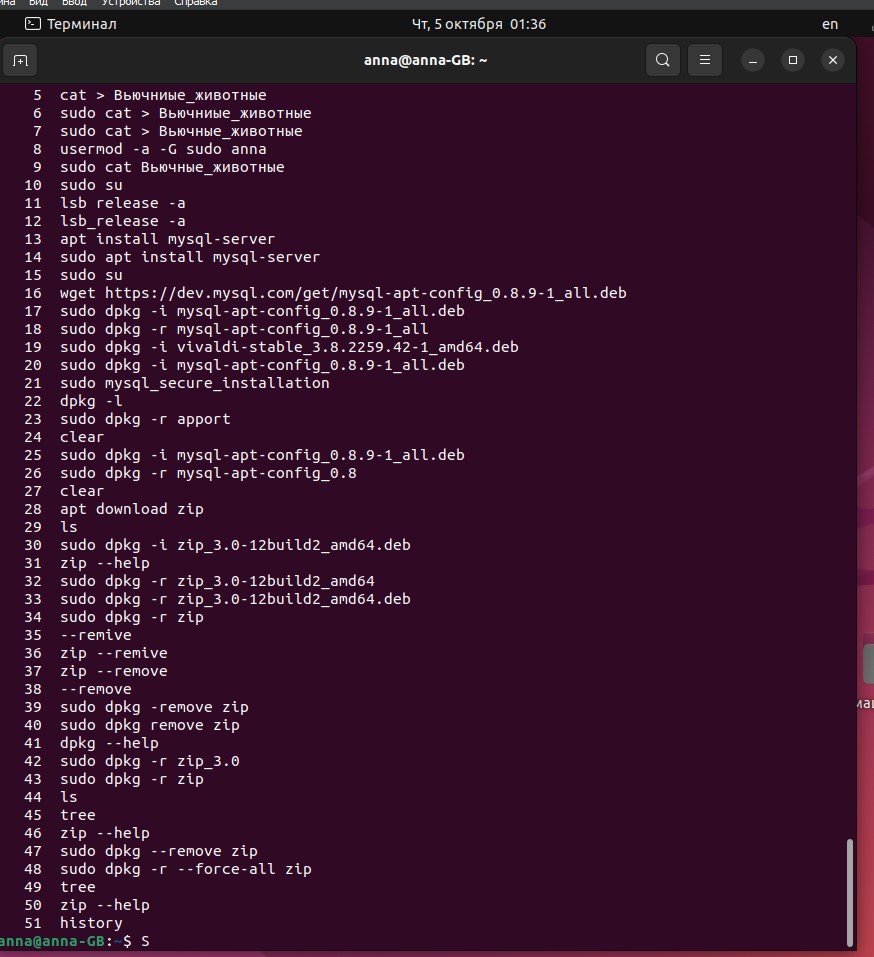 Вид Ввод Устройства Справка
Терминал Чт, 5 октября 01:36 en
anna@anna-GB: ~
5 cat > Вьючниые_животные
6 sudo cat > Вьючниые_животные
7 sudo cat > Вьючные_животные
8 usermod -a -G sudo anna
9 sudo cat Вьючные_животные
10 sudo su
11 lsb release -a
12 lsb_release -a
13 apt install mysql-server
14 sudo apt install mysql-server
15 sudo su
16 wget https://dev.mysql.com/get/mysql-apt-config_0.8.9-1_all.deb
17 sudo dpkg -i mysql-apt-config_0.8.9-1_all.deb
18 sudo dpkg -r mysql-apt-config_0.8.9-1_all
19 sudo dpkg -i vivaldi-stable_3.8.2259.42-1_amd64.deb
20 sudo dpkg -i mysql-apt-config_0.8.9-1_all.deb
21 sudo mysql_secure_installation
22 dpkg -l
23 sudo dpkg -r apport
24 clear
25 sudo dpkg -i mysql-apt-config_0.8.9-1_all.deb
26 sudo dpkg -r mysql-apt-config_0.8
27 clear
28 apt download zip
29 ls
30 sudo dpkg -i zip_3.0-12build2_amd64.deb
31 zip --help
32 sudo dpkg -r zip_3.0-12build2_amd64
33 sudo dpkg -r zip_3.0-12build2_amd64.deb
34 sudo dpkg -r zip
35 --remive
36 zip --remive
37 zip --remove
38 --remove
39 sudo dpkg -remove zip
40 sudo dpkg remove zip
41 dpkg --help
42 sudo dpkg -r zip_3.0
43 sudo dpkg -r zip
44 ls
45 tree
46 zip --help
47 sudo dpkg --remove zip
48 sudo dpkg -r --force-all zip
49 tree
50 zip --help
51 history
anna@anna-GB:~$ S